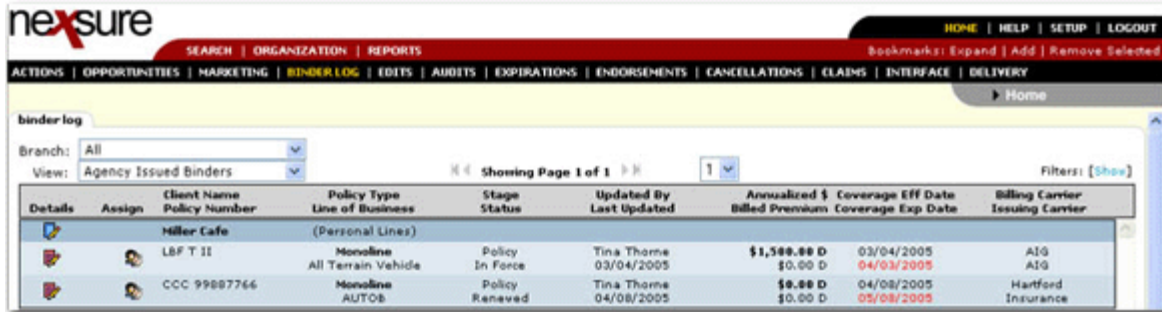 nexsure
HOME | HELP | SETUP | LOGOUT
SEARCH | ORGANIZATION | REPORTS
Bookmarks: Expand | Add | Remove Selected
ACTIONS | OPPORTUNITIES | MARKETING | BINDER LOG | EDITS | AUDITS | EXPIRATIONS | ENDORSEMENTS | CANCELLATIONS | CLAIMS | INTERFACE | DELIVERY
Home
binder log
Branch: All
View: Agency Issued Binders Showing Page 1 of 1 1 Filters: [Show]
Client Name Policy Type Stage Updated By Annualized $ Coverage Eff Date Billing Carrier
Details Assign Policy Number Line of Business Status Last Updated Billed Premium Coverage Exp Date Issuing Carrier
Miller Cafe (Personal Lines)
LBF T II Monoline Policy Tina Thorne $1,500.00 D 03/04/2005 AIG
All Terrain Vehicle In Force 03/04/2005 $0.00 D 04/03/2005 AIG
CCC 99887766 Monoline Policy Tina Thorne $0.00 D 04/08/2005 Hartford
AUTOB Renewed 04/08/2005 $0.00 D 05/08/2005 Insurance